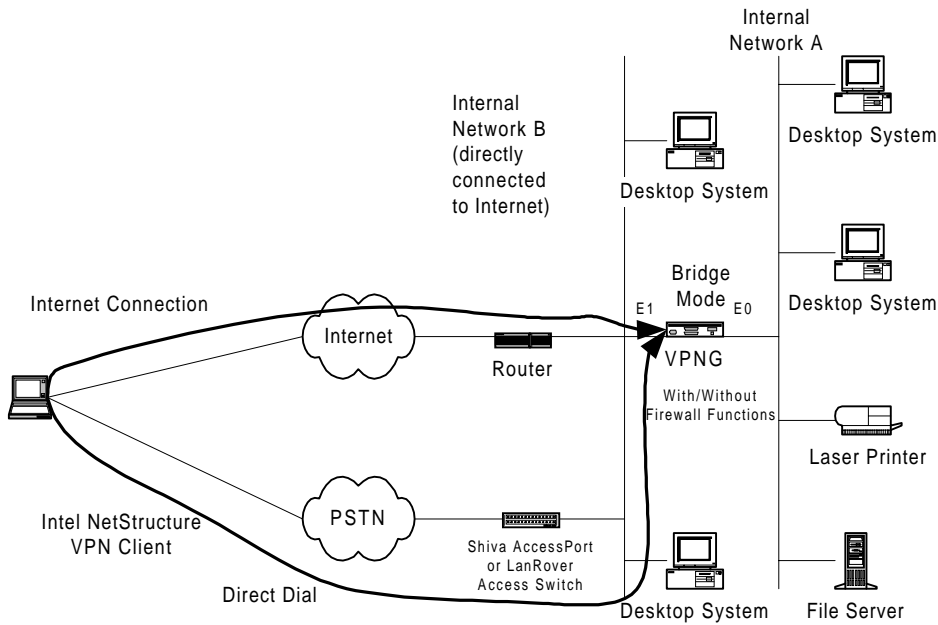 Internal
Network A
Internal
Network B
(directly
connected
to Internet)
Desktop System
Desktop System
Bridge
Mode
E1
E0
Desktop System
Internet Connection
Internet
Router
VPNG
With/Without
Firewall Functions
Laser Printer
Intel NetStructure
VPN Client
PSTN
Shiva AccessPort
or LanRover
Access Switch
Direct Dial
Desktop System
File Server